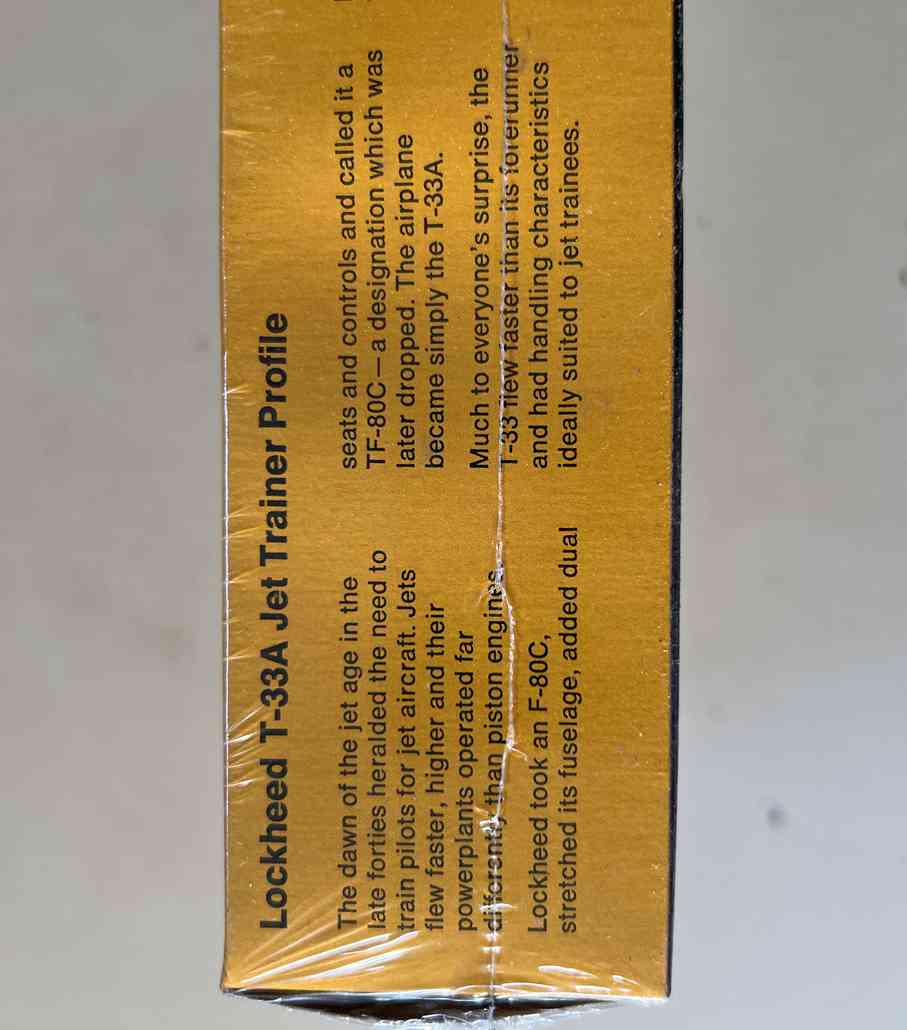 Lockheed T-33A Jet Trainer Profile
The dawn of the jet age in the
late forties heralded the need to
train pilots for jet aircraft. Jets
flew faster, higher and their
powerplants operated far
differently than piston engines.
Lockheed took an F-80C,
stretched its fuselage, added dual
seats and controls and called it a
TF-80C—a designation which was
later dropped. The airplane
became simply the T-33A.
Much to everyone's surprise, the
T-33 flew faster than its forerunner
and had handling characteristics
ideally suited to jet trainees.